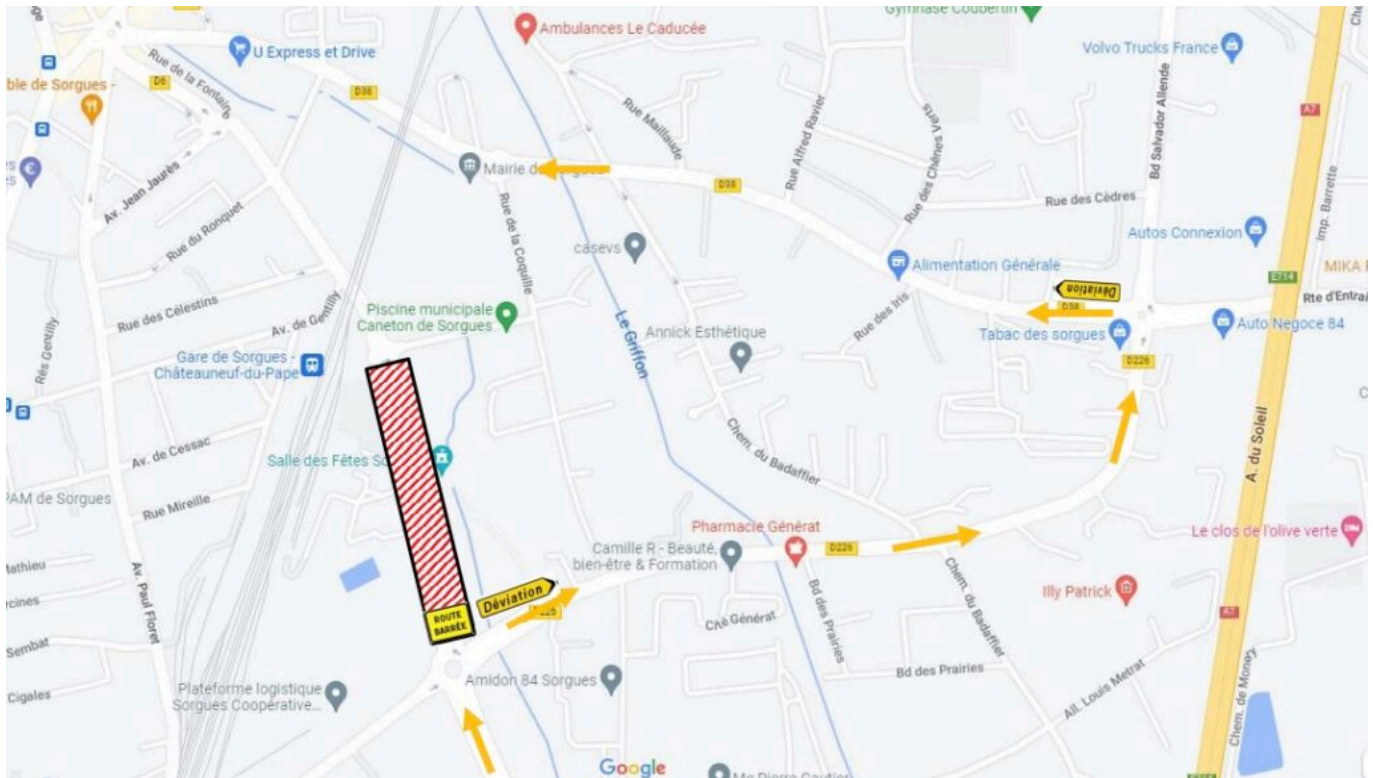 Gymnase Coubertin
Ambulances Le Caducée
U Express et Drive
Volvo Trucks France
Rue de la Fontaine
D6
ble de Sorgues -
D38
Rue Maillaude
Rue Alfred Ravier
Rue des Chênes Verts
Bd Salvador Allende
A7
Imp. Barrette
Mairie de
D38
Rue des Cèdres
Av. Jean Jaurès
Rue du Ronquet
Rue de la Coquille
casevs
Autos Connexion
Alimentation Générale
E714
MIKA
Déviation
D38
Rte d'Entrai
Rue des Célestins
Av. de Gentilly
Piscine municipale
Caneton de Sorgues...
Le Griffon
Annick Esthétique
Rue des Iris
Tabac des sorgues
Auto Negoce 84
D226
Rés Gentilly
Gare de Sorgues -
Châteauneuf-du-Pape
A. du Soleil
Av. de Cessac
Salle des Fêtes
Chem. du Badaffier
PAM de Sorgues
Rue Mireille
Pharmacie Générat
Le clos de l'olive verte
Camille R - Beauté,
bien-être & Formation
D226
Mathieu
Av. Paul Floret
Déviation
ROUTE
BARRÉE
Che Générat
Bd des Prairies
Chem. du Badaffier
Illy Patrick
A7
Sembat
Bd des Prairies
Cigales
Plateforme logistique
Sorgues Coopérative...
Amidon 84 Sorgues
All. Louis Metrat
Chem. de Monery
Google